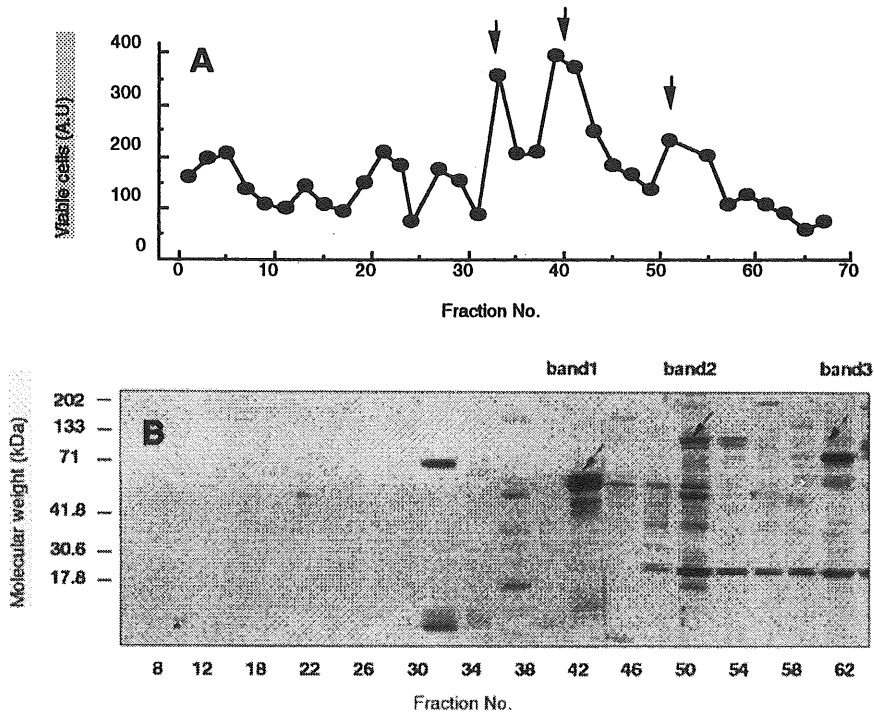 A
Viable cells (A.U)
400
300
200
100
0
0 10 20 30 40 50 60 70
Fraction No.
band1 band2 band3
B
Molecular weight (kDa)
202
133
71
41.8
30.6
17.8
8 12 18 22 26 30 34 38 42 46 50 54 58 62
Fraction No.